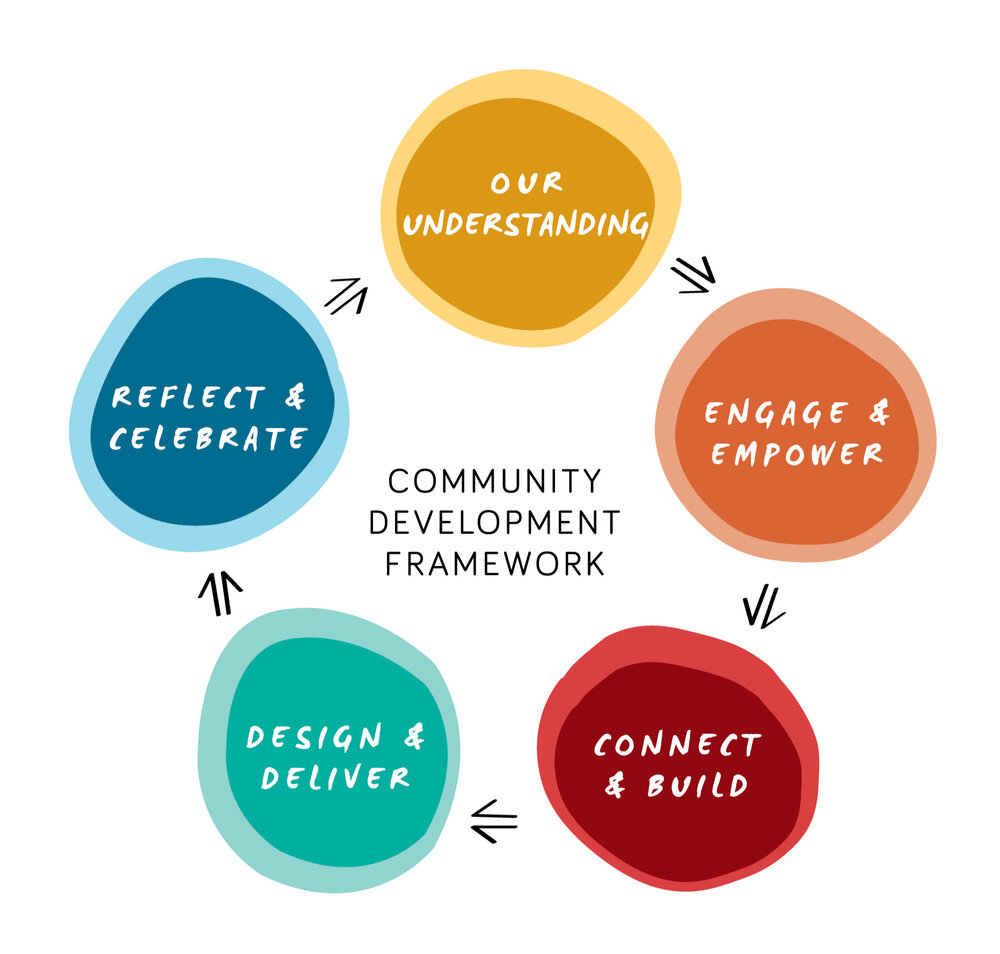 OUR
UNDERSTANDING
ENGAGE &
EMPOWER
CONNECT
& BUILD
DESIGN &
DELIVER
REFLECT &
CELEBRATE
COMMUNITY
DEVELOPMENT
FRAMEWORK